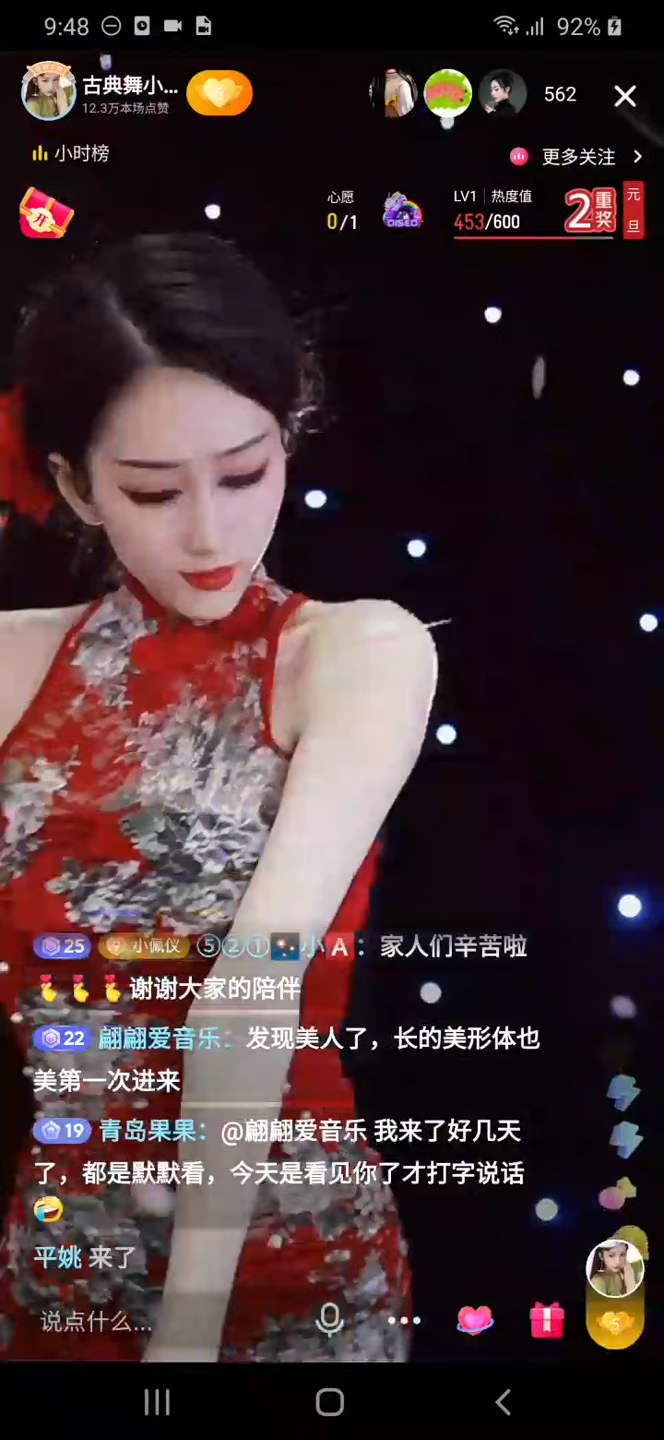 9:48
92%
古典舞小...
12.3万本场点赞
562
小时榜
更多关注
开
心愿
0/1
DISCO
LV1 热度值
453/600
2重奖
元旦
25 小佩仪 ⑤②①小A：家人们辛苦啦
谢谢大家的陪伴
22 翩翩爱音乐：发现美人了，长的美形体也
美第一次进来
19 青岛果果：@翩翩爱音乐 我来了好几天
了，都是默默看，今天是看见你了才打字说话
平姚 来了
说点什么...
5